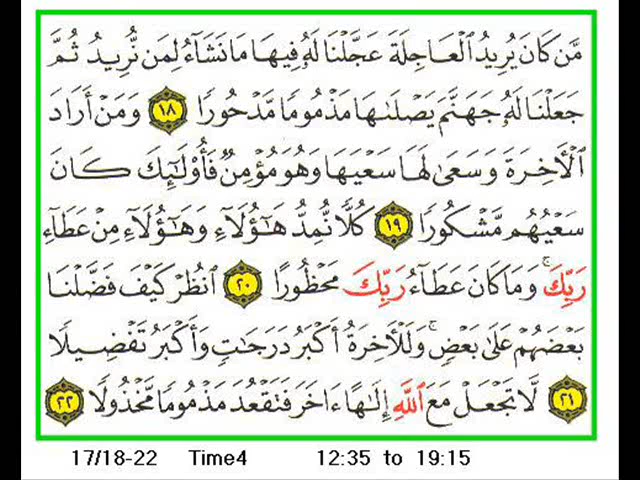 مَّن كَانَ يُرِيدُ ٱلْعَاجِلَةَ عَجَّلْنَا لَهُۥ فِيهَا مَا نَشَآءُ لِمَن نُّرِيدُ ثُمَّ
جَعَلْنَا لَهُۥ جَهَنَّمَ يَصْلَىٰهَا مَذْمُومًا مَّدْحُورًا ١٨ وَمَنْ أَرَادَ
ٱلْأَخِرَةَ وَسَعَىٰ لَهَا سَعْيَهَا وَهُوَ مُؤْمِنٌ فَأُو۟لَـٰٓئِكَ كَانَ
سَعْيُهُم مَّشْكُورًا ١٩ كُلًّا نُّمِدُّ هَـٰٓؤُلَآءِ وَهَـٰٓؤُلَآءِ مِنْ عَطَآءِ
رَبِّكَ ۚ وَمَا كَانَ عَطَآءُ رَبِّكَ مَحْظُورًا ٢٠ ٱنظُرْ كَيْفَ فَضَّلْنَا
بَعْضَهُمْ عَلَىٰ بَعْضٍ ۚ وَلَلْأَخِرَةُ أَكْبَرُ دَرَجَـٰتٍ وَأَكْبَرُ تَفْضِيلًا
٢١ لَّا تَجْعَلْ مَعَ ٱللَّهِ إِلَـٰهًا ءَاخَرَ فَتَقْعُدَ مَذْمُومًا مَّخْذُولًا ٢٢
17/18-22 Time4 12:35 to 19:15